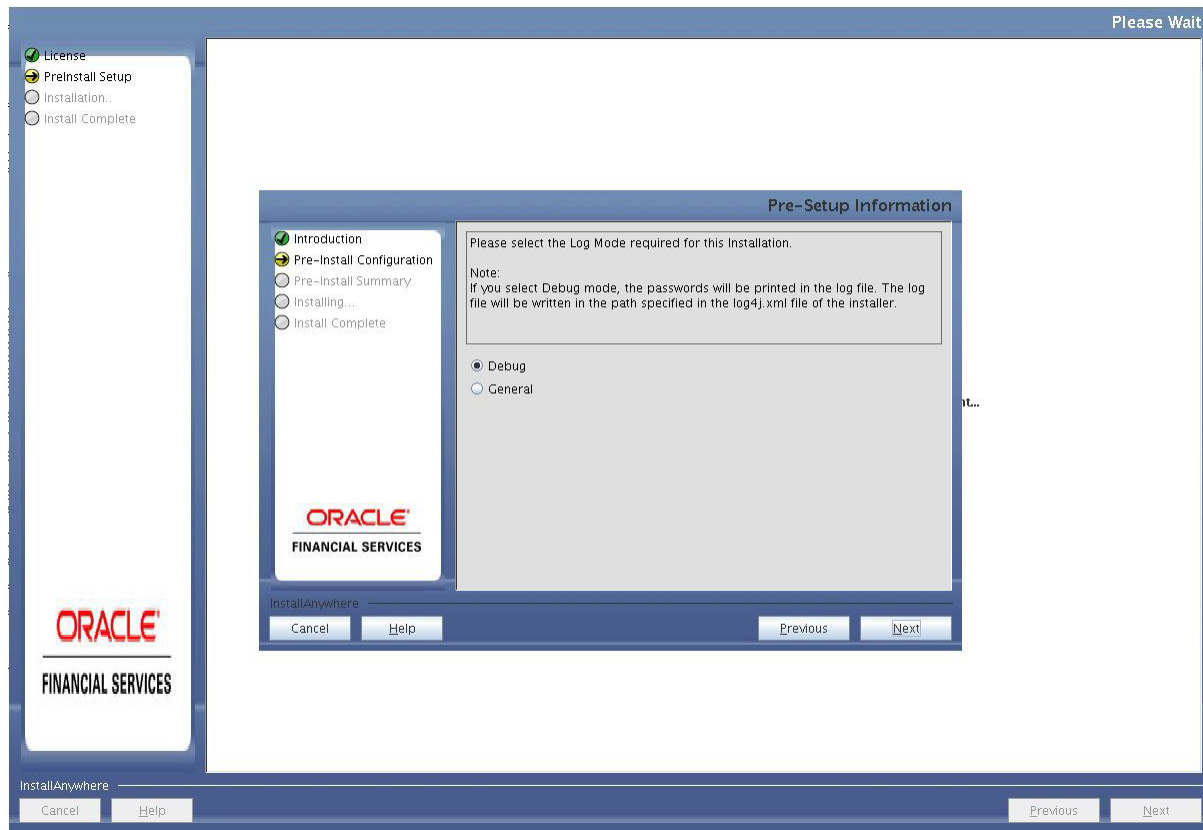 Please Wait
License
PreInstall Setup
Installation..
Install Complete
Pre-Setup Information
Introduction
Pre-Install Configuration
Pre-Install Summary
Installing...
Install Complete
Please select the Log Mode required for this Installation.
Note:
If you select Debug mode, the passwords will be printed in the log file. The log
file will be written in the path specified in the log4j.xml file of the installer.
Debug
General
nt...
ORACLE'
FINANCIAL SERVICES
InstallAnywhere
Cancel
Help
Previous
Next
ORACLE'
FINANCIAL SERVICES
InstallAnywhere
Cancel
Help
Previous
Next